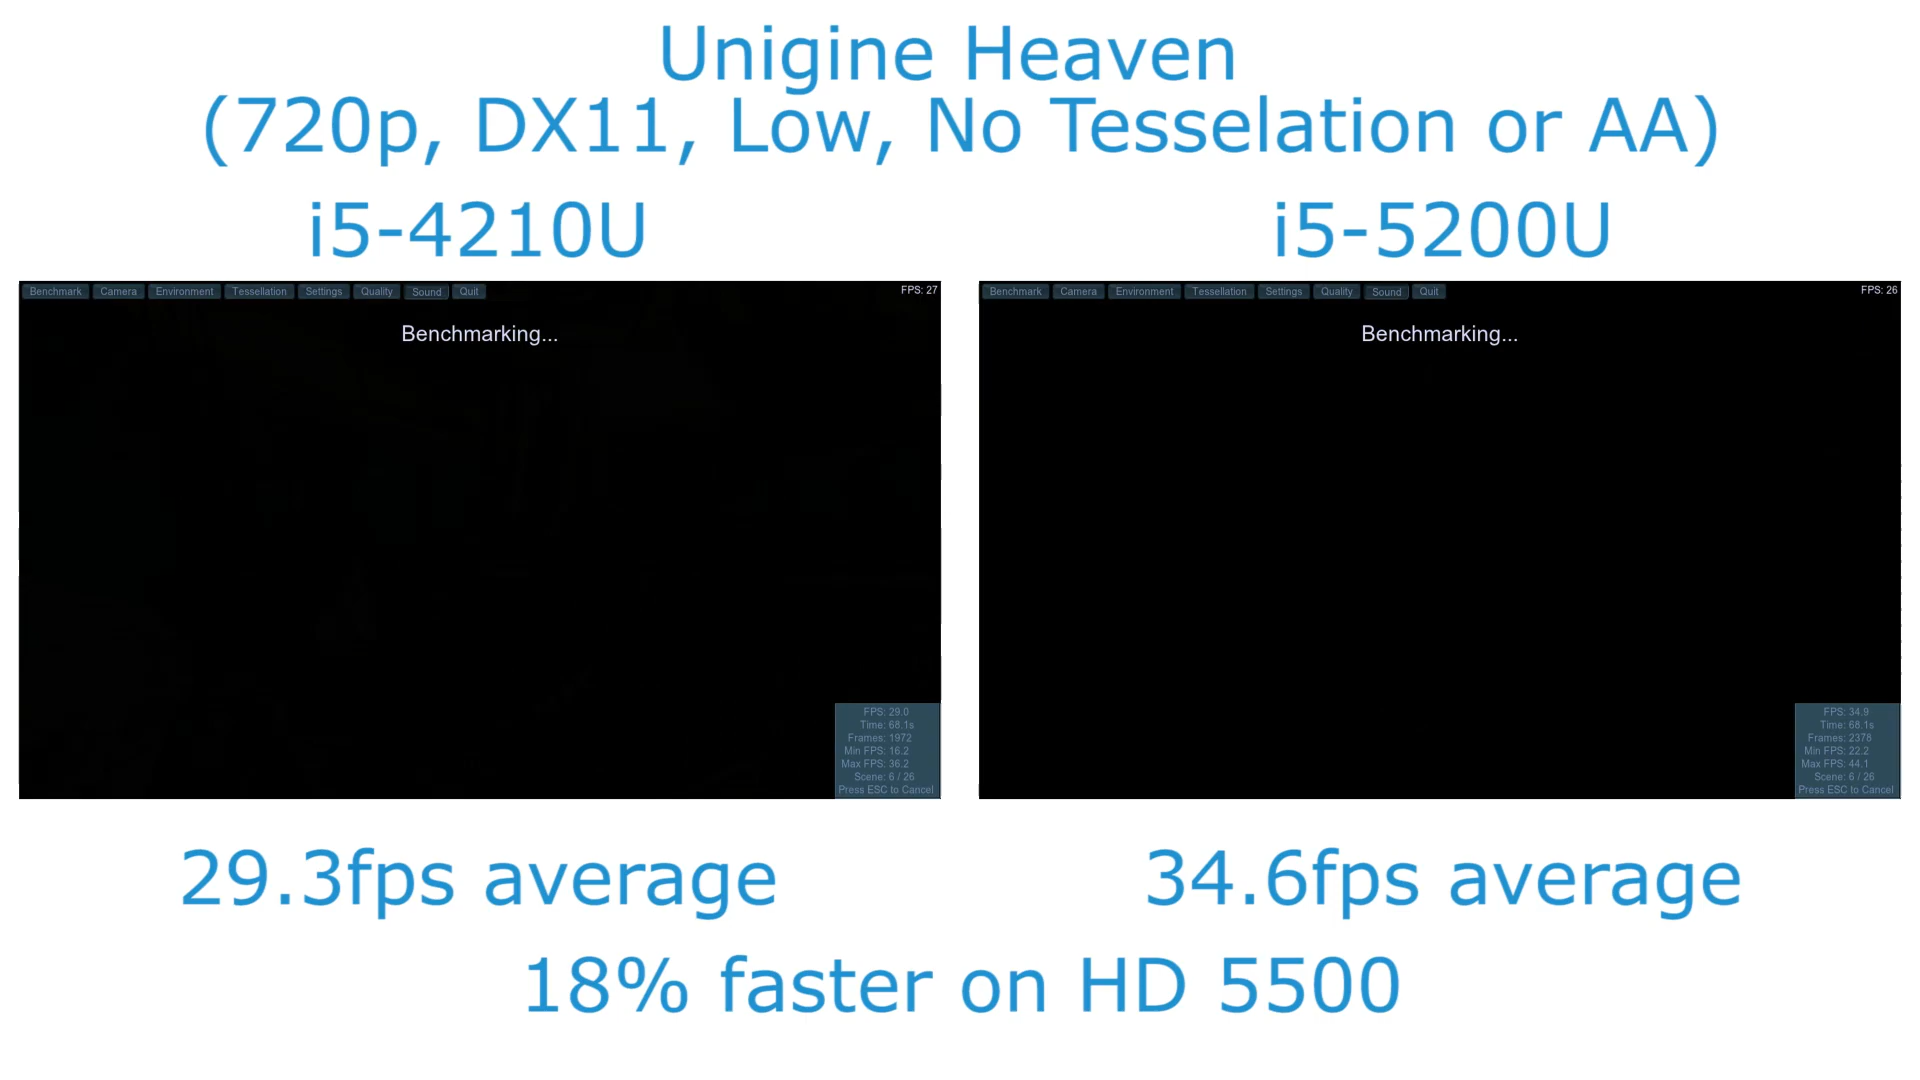 Unigine Heaven
(720p, DX11, Low, No Tesselation or AA)
i5-4210U
i5-5200U
Benchmark Camera Environment Tessellation Settings Quality Sound Quit
FPS: 27
Benchmarking...
FPS: 29.0
Time: 68.1s
Frames: 1972
Min FPS: 16.2
Max FPS: 36.2
Scene: 6 / 26
Press ESC to Cancel
Benchmark Camera Environment Tessellation Settings Quality Sound Quit
FPS: 26
Benchmarking...
FPS: 34.9
Time: 68.1s
Frames: 2378
Min FPS: 22.2
Max FPS: 44.1
Scene: 6 / 26
Press ESC to Cancel
29.3fps average
34.6fps average
18% faster on HD 5500